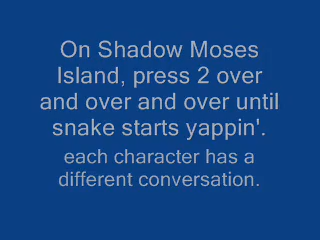 On Shadow Moses
Island, press 2 over
and over and over until
snake starts yappin'.
each character has a
different conversation.